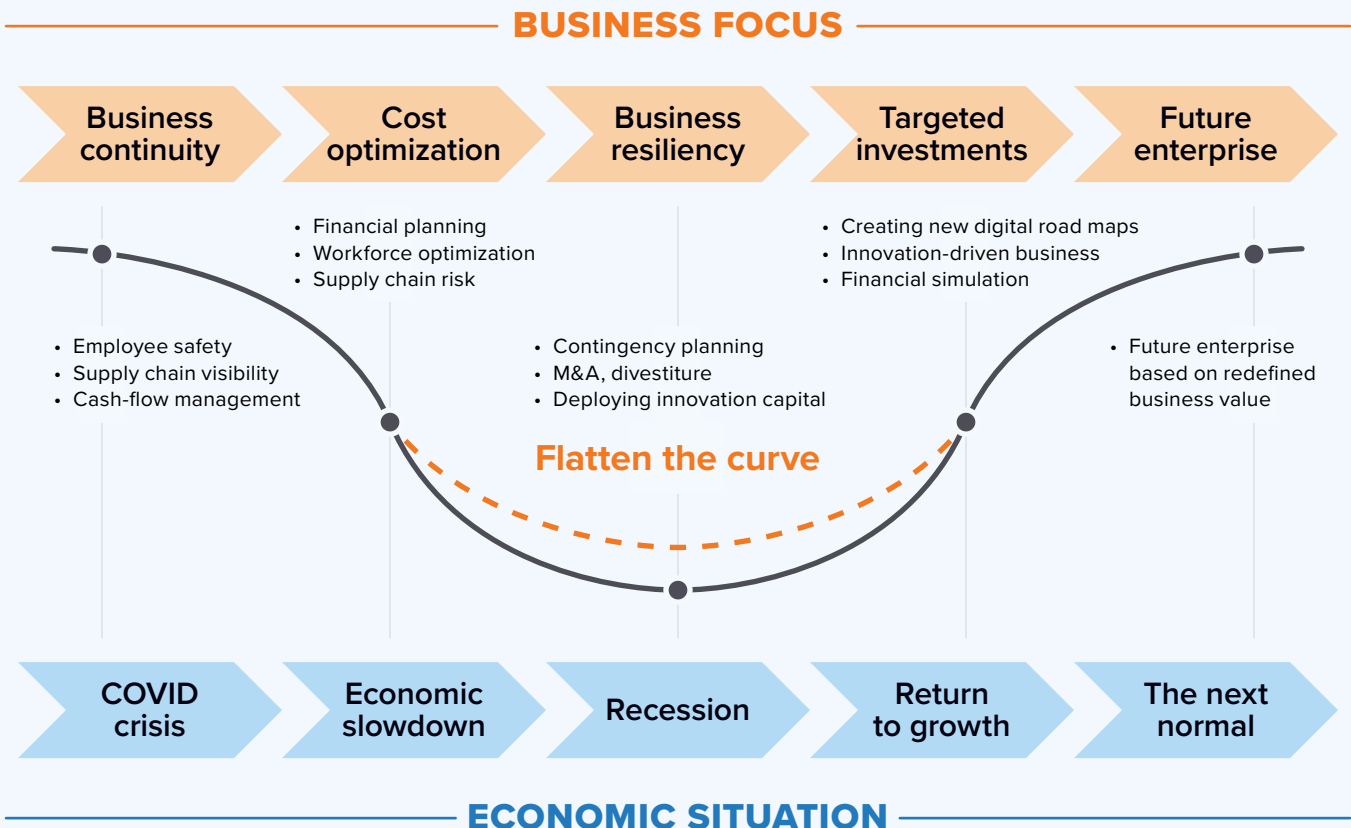 BUSINESS FOCUS
Business
continuity
Cost
optimization
Business
resiliency
Targeted
investments
Future
enterprise
• Financial planning
• Workforce optimization
• Supply chain risk
• Creating new digital road maps
• Innovation-driven business
• Financial simulation
• Employee safety
• Supply chain visibility
• Cash-flow management
• Contingency planning
• M&A, divestiture
• Deploying innovation capital
• Future enterprise
based on redefined
business value
Flatten the curve
COVID
crisis
Economic
slowdown
Recession
Return
to growth
The next
normal
ECONOMIC SITUATION